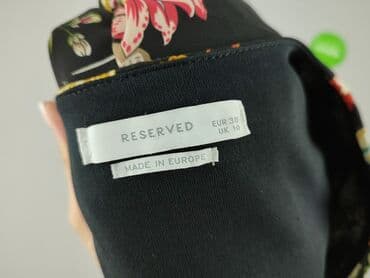 RESERVED
EUR 38
UK 10
MADE IN EUROPE